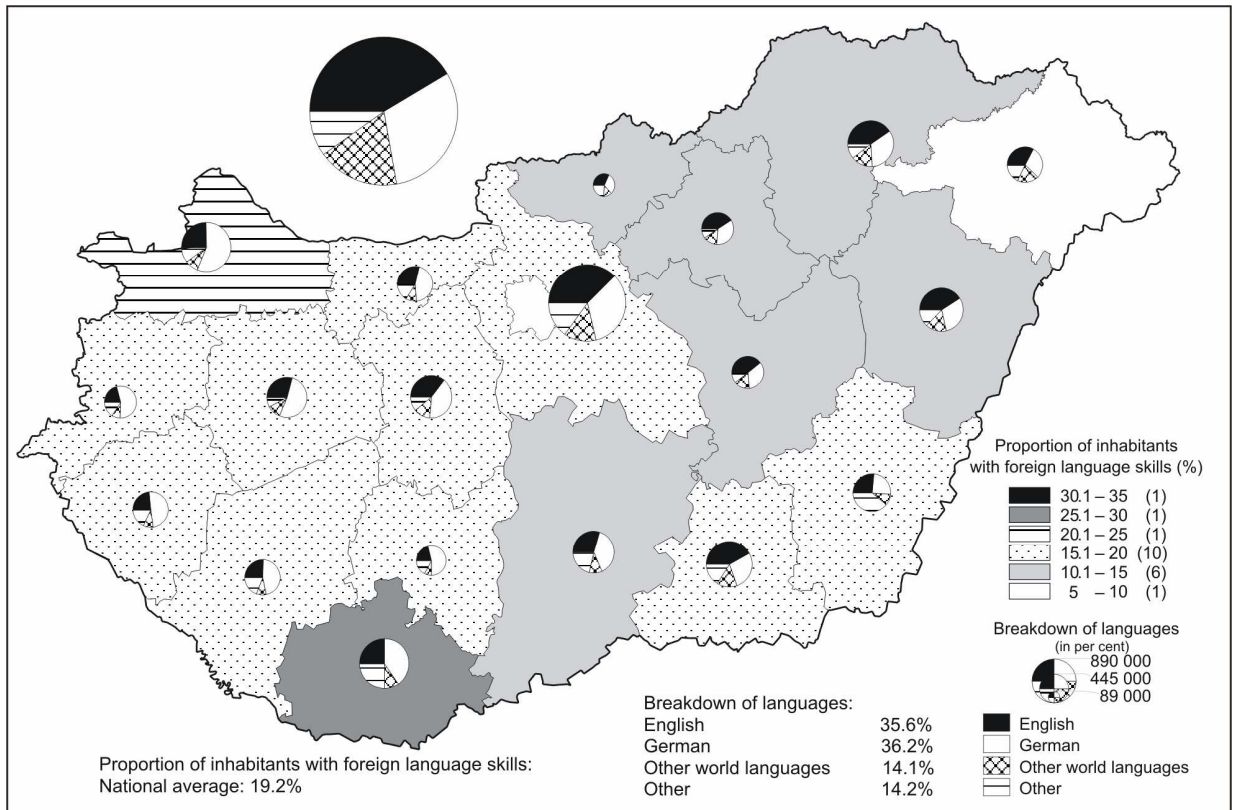 Proportion of inhabitants
with foreign language skills (%)
30.1 – 35 (1)
25.1 – 30 (1)
20.1 – 25 (1)
15.1 – 20 (10)
10.1 – 15 (6)
5 – 10 (1)
Breakdown of languages
(in per cent)
890 000
445 000
89 000
English
German
Other world languages
Other
Breakdown of languages:
English 35.6%
German 36.2%
Other world languages 14.1%
Other 14.2%
Proportion of inhabitants with foreign language skills:
National average: 19.2%